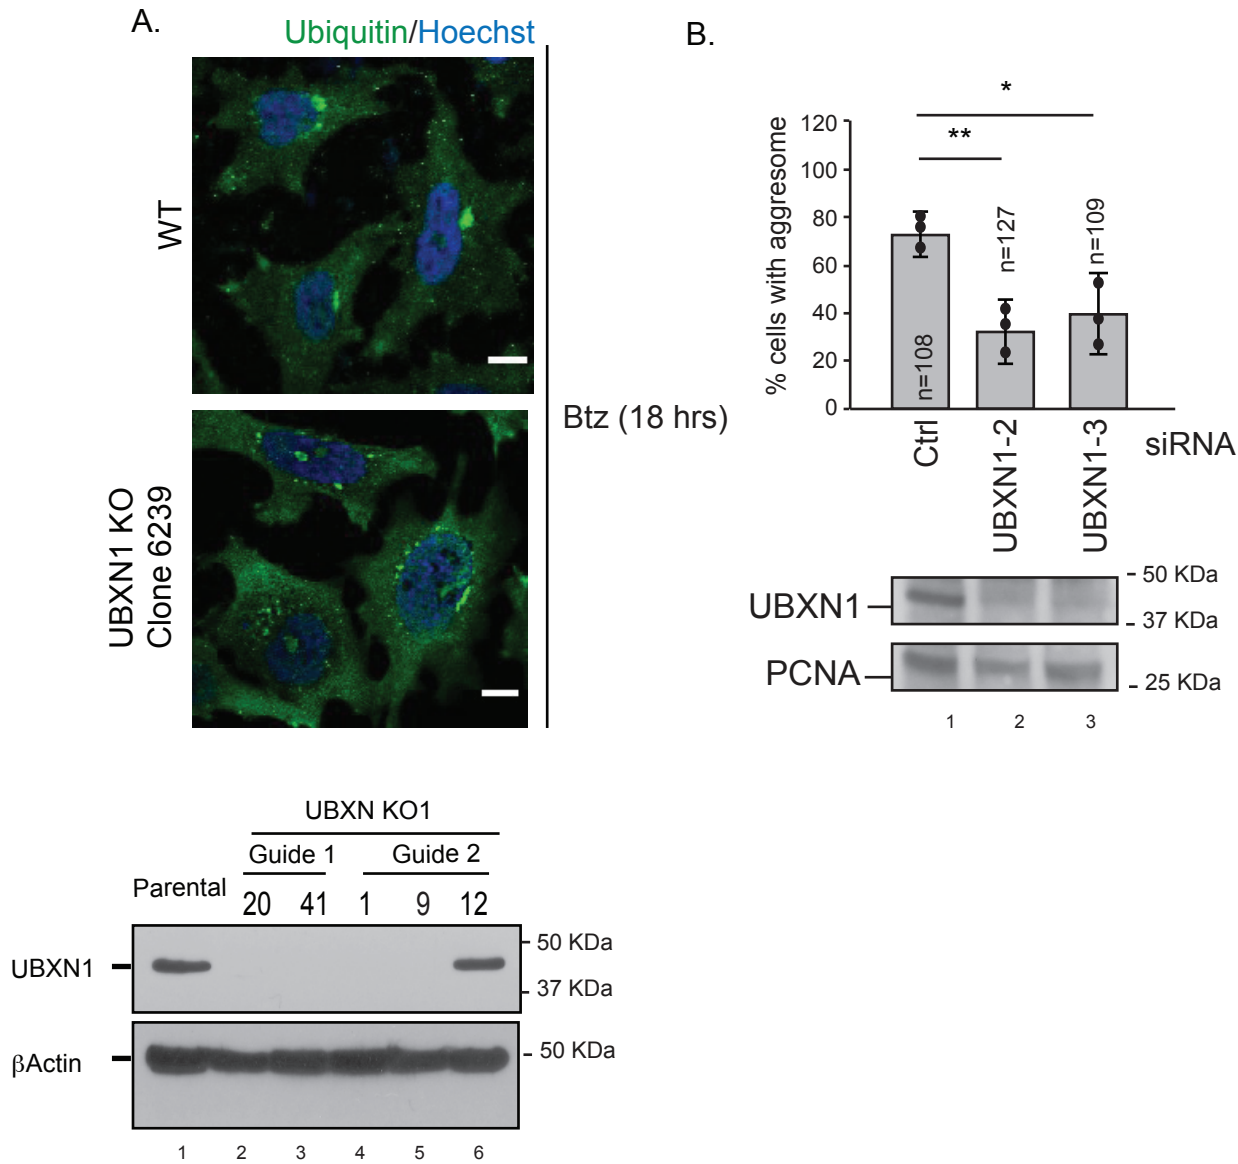 A.
Ubiquitin/Hoechst
WT
UBXN1 KO
Clone 6239
Btz (18 hrs)
B.
*
**
% cells with aggresome
120
100
80
60
40
20
0
n=108
n=127
n=109
Ctrl
UBXN1-2
UBXN1-3
siRNA
UBXN1
- 50 KDa
- 37 KDa
PCNA
- 25 KDa
1 2 3
UBXN KO1
Guide 1 Guide 2
Parental
20 41 1 9 12
UBXN1
- 50 KDa
- 37 KDa
βActin
- 50 KDa
1 2 3 4 5 6